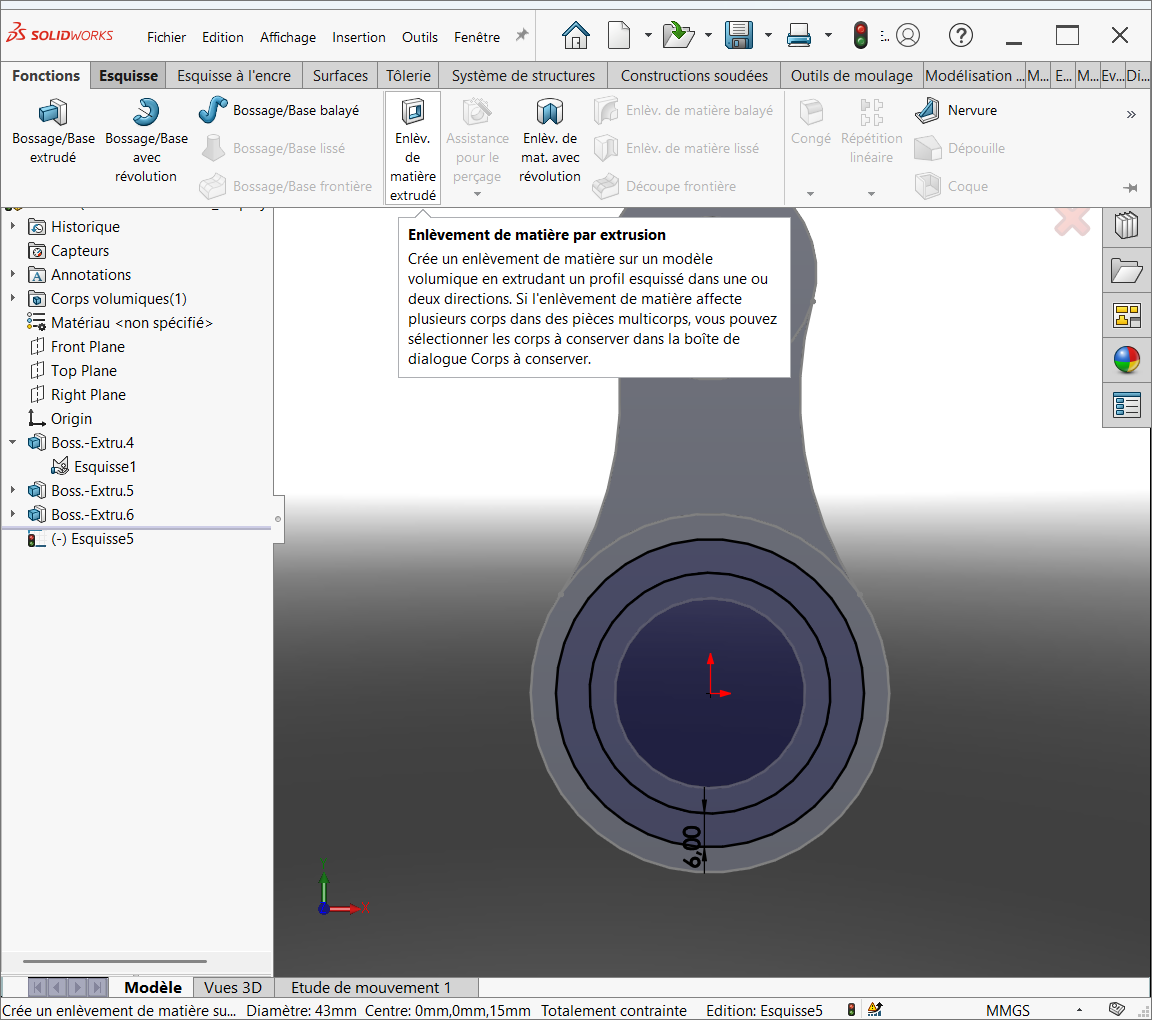 SOLIDWORKS Fichier Edition Affichage Insertion Outils Fenêtre
Fonctions Esquisse Esquisse à l'encre Surfaces Tôlerie Système de structures Constructions soudées Outils de moulage Modélisation ... M... E... M... Ev... Di...
Bossage/Base extrudé
Bossage/Base avec révolution
Bossage/Base balayé
Bossage/Base lissé
Bossage/Base frontière
Enlèv. de matière extrudé
Assistance pour le perçage
Enlèv. de mat. avec révolution
Enlèv. de matière balayé
Enlèv. de matière lissé
Découpe frontière
Congé
Répétition linéaire
Nervure
Dépouille
Coque
Enlèvement de matière par extrusion
Crée un enlèvement de matière sur un modèle
volumique en extrudant un profil esquissé dans une ou
deux directions. Si l'enlèvement de matière affecte
plusieurs corps dans des pièces multicorps, vous pouvez
sélectionner les corps à conserver dans la boîte de
dialogue Corps à conserver.
Historique
Capteurs
Annotations
Corps volumiques(1)
Matériau <non spécifié>
Front Plane
Top Plane
Right Plane
Origin
Boss.-Extru.4
Esquisse1
Boss.-Extru.5
Boss.-Extru.6
(-) Esquisse5
6,00
Y
X
Modèle Vues 3D Etude de mouvement 1
Crée un enlèvement de matière su... Diamètre: 43mm Centre: 0mm,0mm,15mm Totalement contrainte Edition: Esquisse5 MMGS